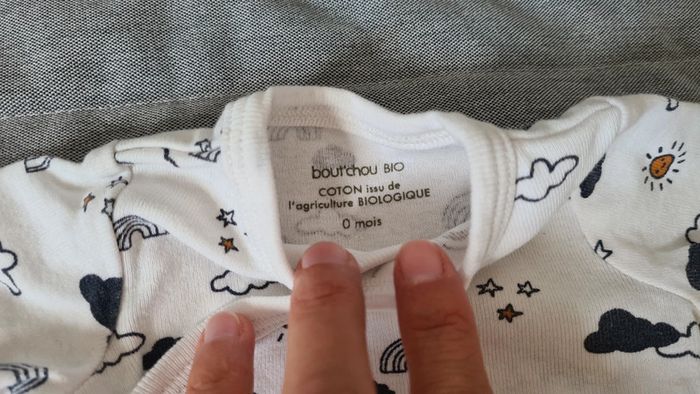 bout'chou BIO
COTON issu de
l'agriculture BIOLOGIQUE
0 mois